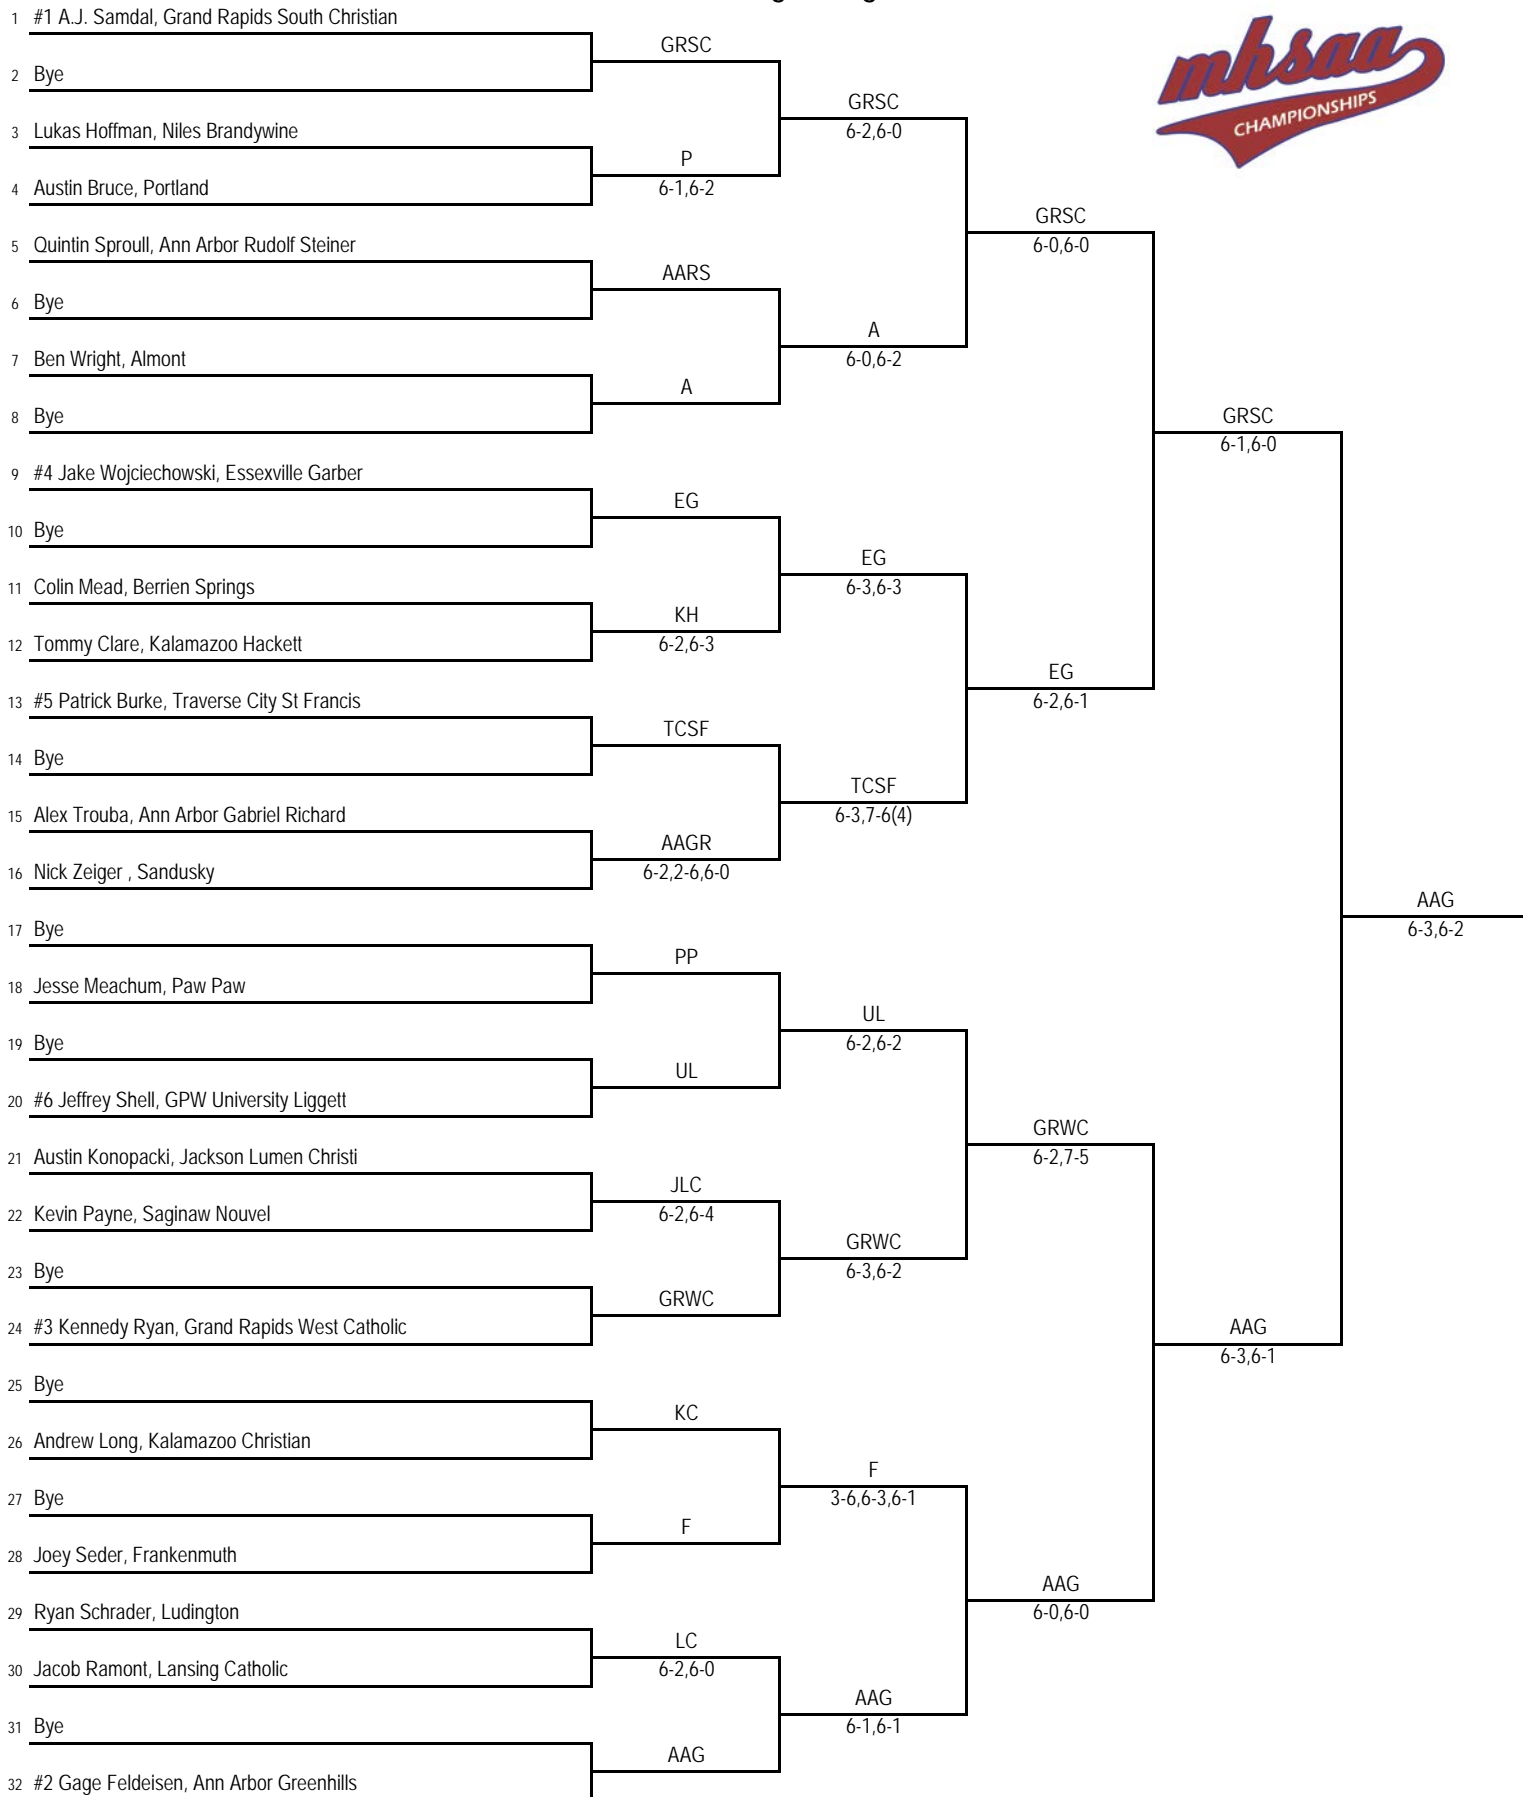 1 #1 A.J. Samdal, Grand Rapids South Christian
2 Bye
3 Lukas Hoffman, Niles Brandywine
4 Austin Bruce, Portland
5 Quintin Sproull, Ann Arbor Rudolf Steiner
6 Bye
7 Ben Wright, Almont
8 Bye
9 #4 Jake Wojciechowski, Essexville Garber
10 Bye
11 Colin Mead, Berrien Springs
12 Tommy Clare, Kalamazoo Hackett
13 #5 Patrick Burke, Traverse City St Francis
14 Bye
15 Alex Trouba, Ann Arbor Gabriel Richard
16 Nick Zeiger , Sandusky
17 Bye
18 Jesse Meachum, Paw Paw
19 Bye
20 #6 Jeffrey Shell, GPW University Liggett
21 Austin Konopacki, Jackson Lumen Christi
22 Kevin Payne, Saginaw Nouvel
23 Bye
24 #3 Kennedy Ryan, Grand Rapids West Catholic
25 Bye
26 Andrew Long, Kalamazoo Christian
27 Bye
28 Joey Seder, Frankenmuth
29 Ryan Schrader, Ludington
30 Jacob Ramont, Lansing Catholic
31 Bye
32 #2 Gage Feldeisen, Ann Arbor Greenhills
GRSC
P
6-1,6-2
AARS
A
EG
KH
6-2,6-3
TCSF
AAGR
6-2,2-6,6-0
PP
UL
JLC
6-2,6-4
GRWC
KC
F
LC
6-2,6-0
AAG
GRSC
6-2,6-0
A
6-0,6-2
EG
6-3,6-3
TCSF
6-3,7-6(4)
UL
6-2,6-2
GRWC
6-3,6-2
F
3-6,6-3,6-1
AAG
6-1,6-1
GRSC
6-0,6-0
EG
6-2,6-1
GRWC
6-2,7-5
AAG
6-0,6-0
GRSC
6-1,6-0
AAG
6-3,6-1
AAG
6-3,6-2
mhsaa
CHAMPIONSHIPS